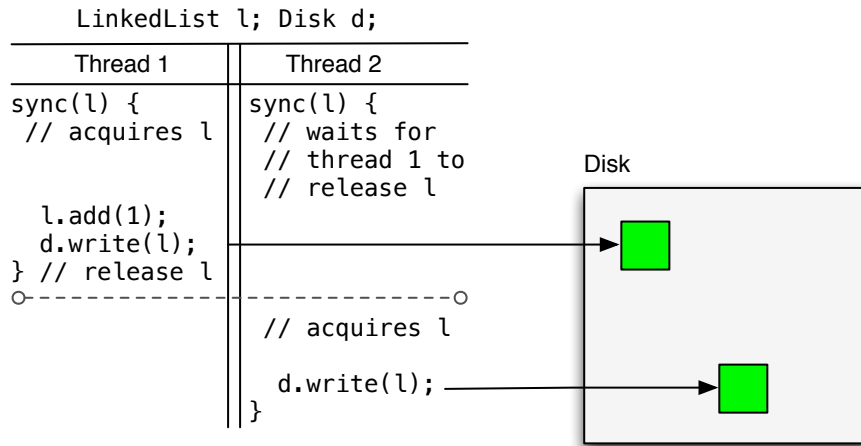 LinkedList l; Disk d;
Thread 1
sync(l) {
// acquires l
l.add(1);
d.write(l);
} // release l
Thread 2
sync(l) {
// waits for
// thread 1 to
// release l
// acquires l
d.write(l);
}
Disk